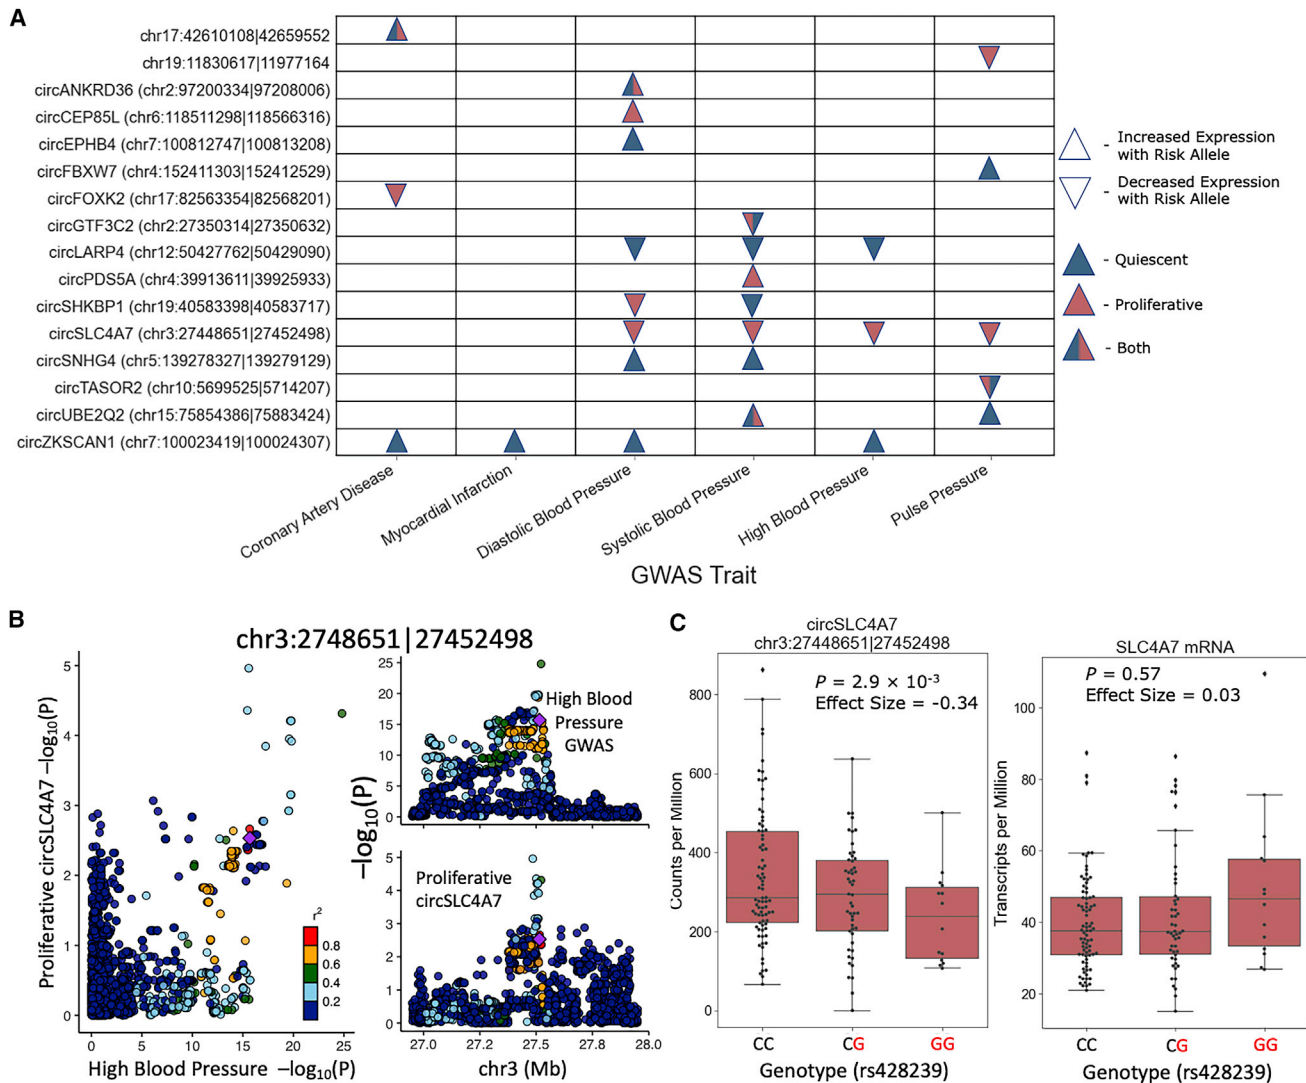 A
chr17:42610108|42659552
chr19:11830617|11977164
circANKRD36 (chr2:97200334|97208006)
circCEP85L (chr6:118511298|118566316)
circEPHB4 (chr7:100812747|100813208)
circFBXW7 (chr4:152411303|152412529)
circFOXK2 (chr17:82563354|82568201)
circGTF3C2 (chr2:27350314|27350632)
circLARP4 (chr12:50427762|50429090)
circPDS5A (chr4:39913611|39925933)
circSHKBP1 (chr19:40583398|40583717)
circSLC4A7 (chr3:27448651|27452498)
circSNHG4 (chr5:139278327|139279129)
circTASOR2 (chr10:5699525|5714207)
circUBE2Q2 (chr15:75854386|75883424)
circZKSCAN1 (chr7:100023419|100024307)
Coronary Artery Disease
Myocardial Infarction
Diastolic Blood Pressure
Systolic Blood Pressure
High Blood Pressure
Pulse Pressure
GWAS Trait
- Increased Expression
with Risk Allele
- Decreased Expression
with Risk Allele
- Quiescent
- Proliferative
- Both
B
chr3:2748651|27452498
Proliferative circSLC4A7 –log10(P)
5
4
3
2
1
0
0 5 10 15 20 25
High Blood Pressure –log10(P)
r²
0.8
0.6
0.4
0.2
–log10(P)
25
20
15
10
5
0
High Blood
Pressure
GWAS
5
4
3
2
1
0
Proliferative
circSLC4A7
27.0 27.2 27.5 27.8 28.0
chr3 (Mb)
C
circSLC4A7
chr3:27448651|27452498
P = 2.9 × 10⁻³
Effect Size = -0.34
Counts per Million
800
600
400
200
0
CC CG GG
Genotype (rs428239)
SLC4A7 mRNA
P = 0.57
Effect Size = 0.03
Transcripts per Million
100
80
60
40
20
CC CG GG
Genotype (rs428239)